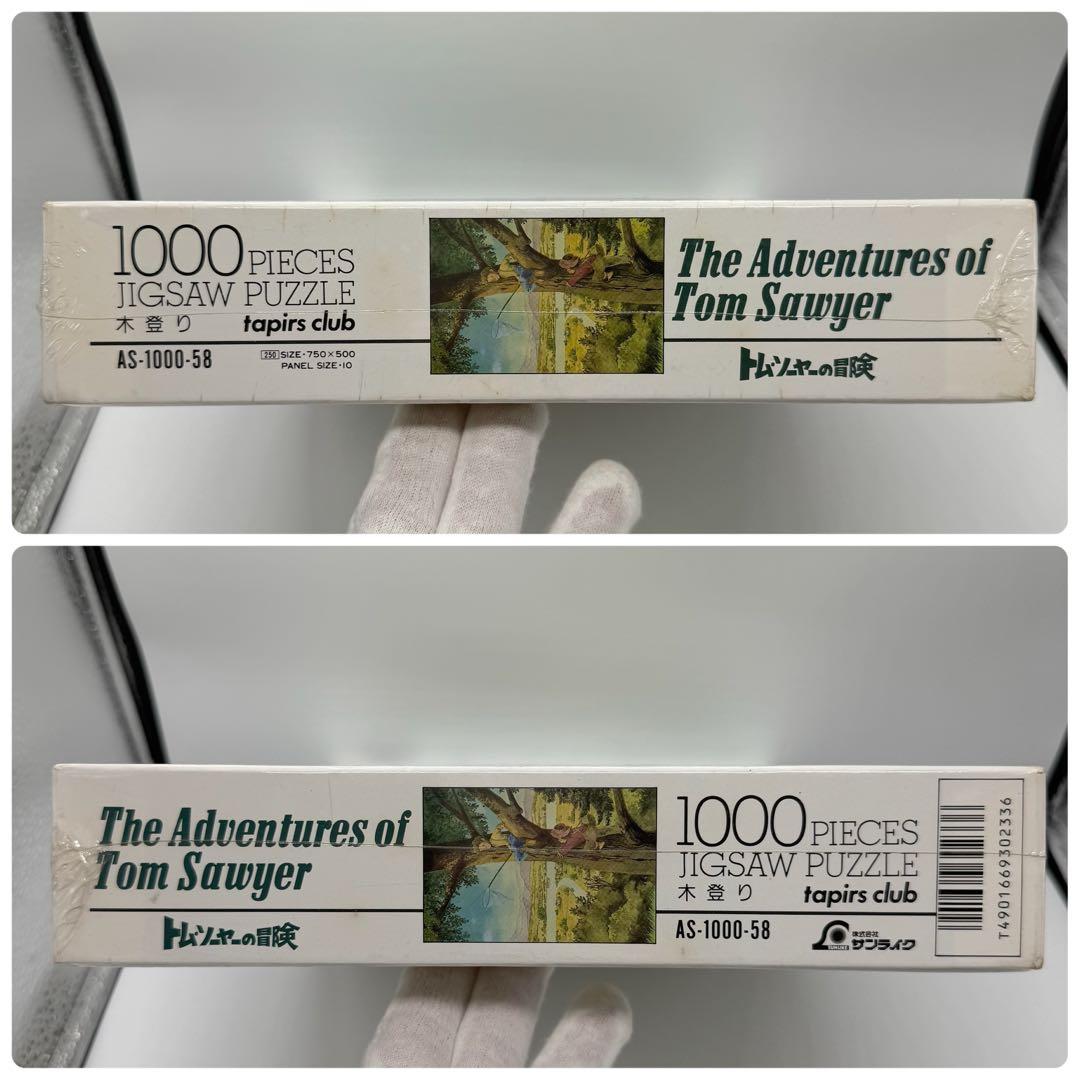 1000 PIECES
JIGSAW PUZZLE
木登り tapirs club
AS-1000-58
250 SIZE・750×500
PANEL SIZE・10
The Adventures of
Tom Sawyer
トム・ソーヤーの冒険
The Adventures of
Tom Sawyer
トム・ソーヤーの冒険
1000 PIECES
JIGSAW PUZZLE
木登り tapirs club
AS-1000-58
SUNLIKE
株式会社
サンライク
T4901669302336